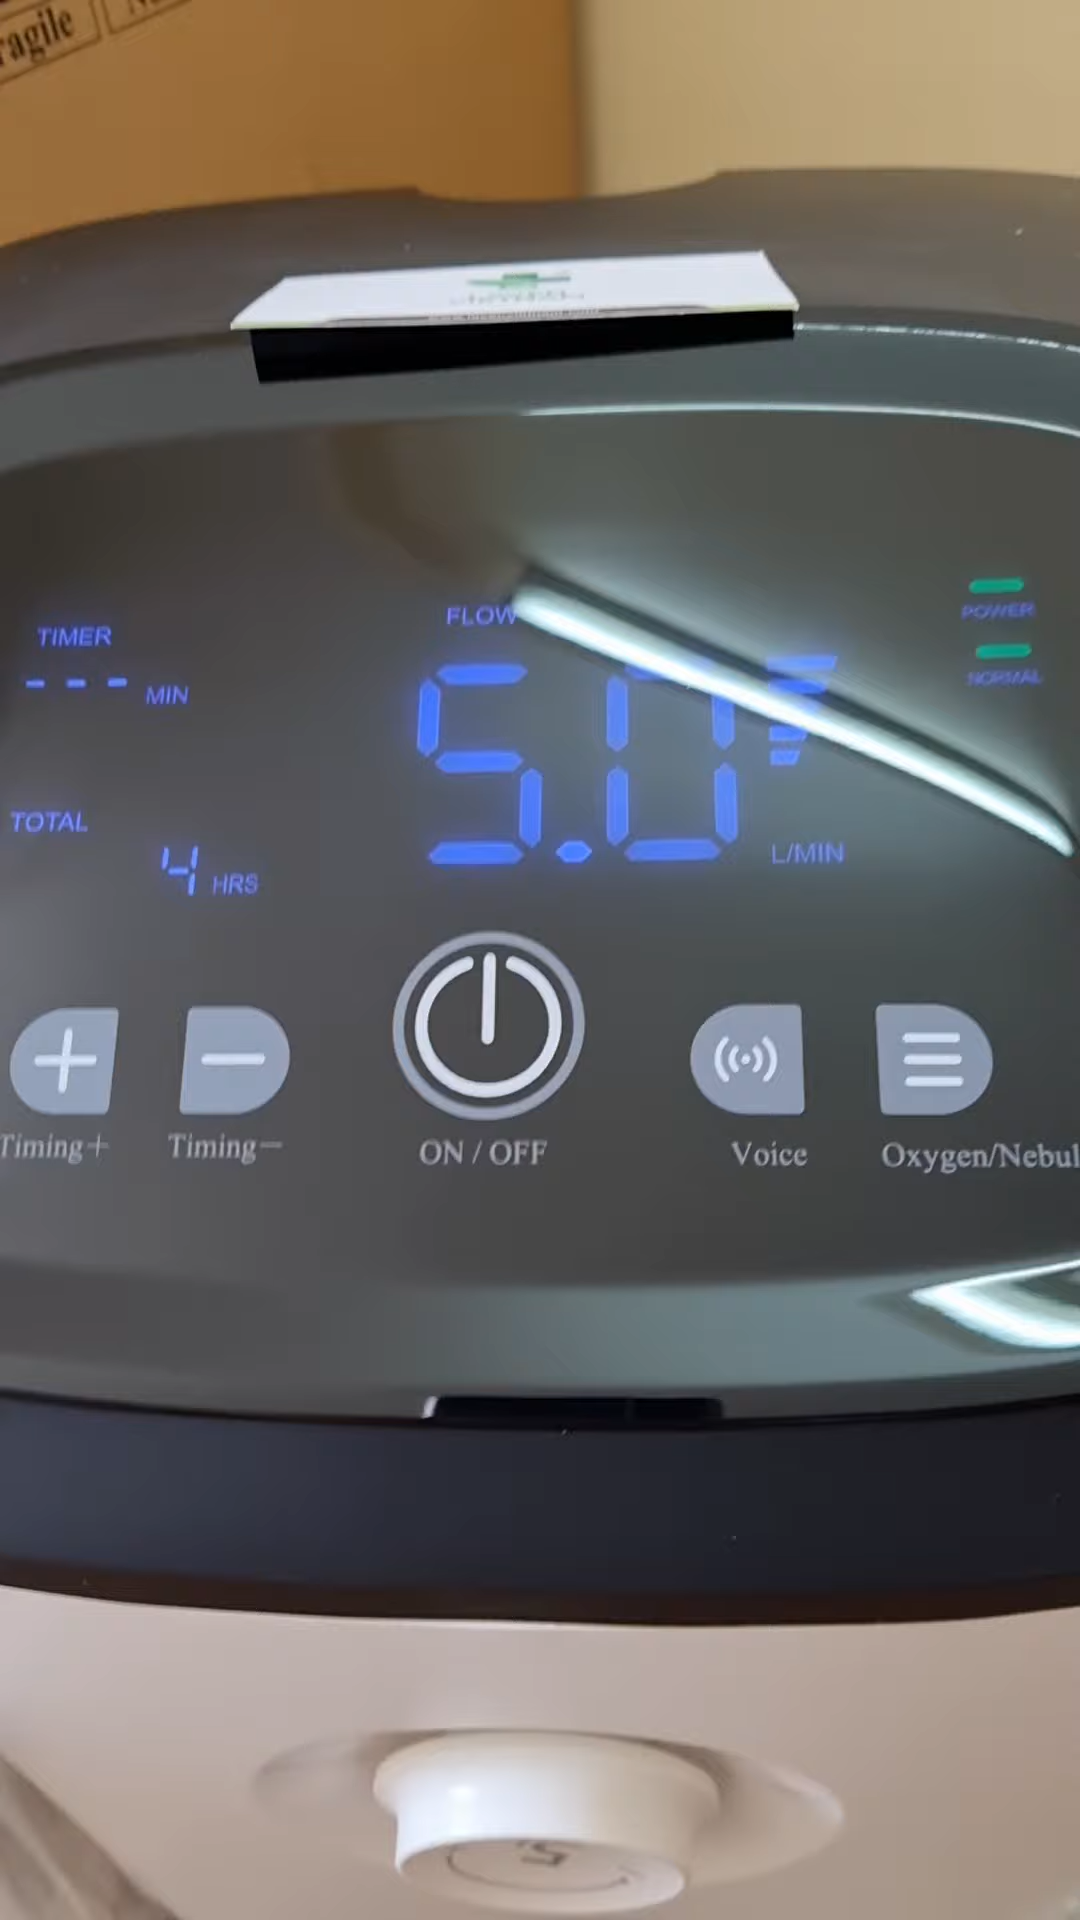 ragile
TIMER
- - - MIN
FLOW
5.0 L/MIN
POWER
NORMAL
TOTAL
4 HRS
Timing+
Timing−
ON / OFF
Voice
Oxygen/Nebul
5